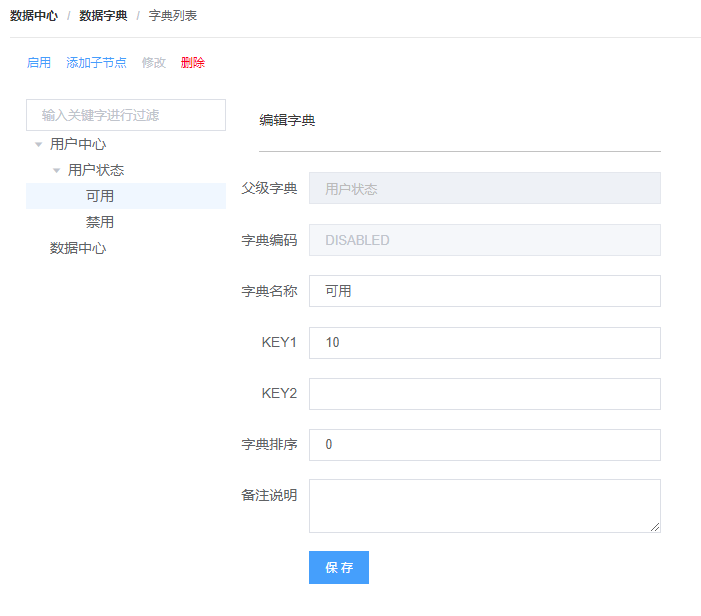 数据中心 / 数据字典 / 字典列表
启用 添加子节点 修改 删除
输入关键字进行过滤
用户中心
用户状态
可用
禁用
数据中心
编辑字典
父级字典 用户状态
字典编码 DISABLED
字典名称 可用
KEY1 10
KEY2
字典排序 0
备注说明
保 存